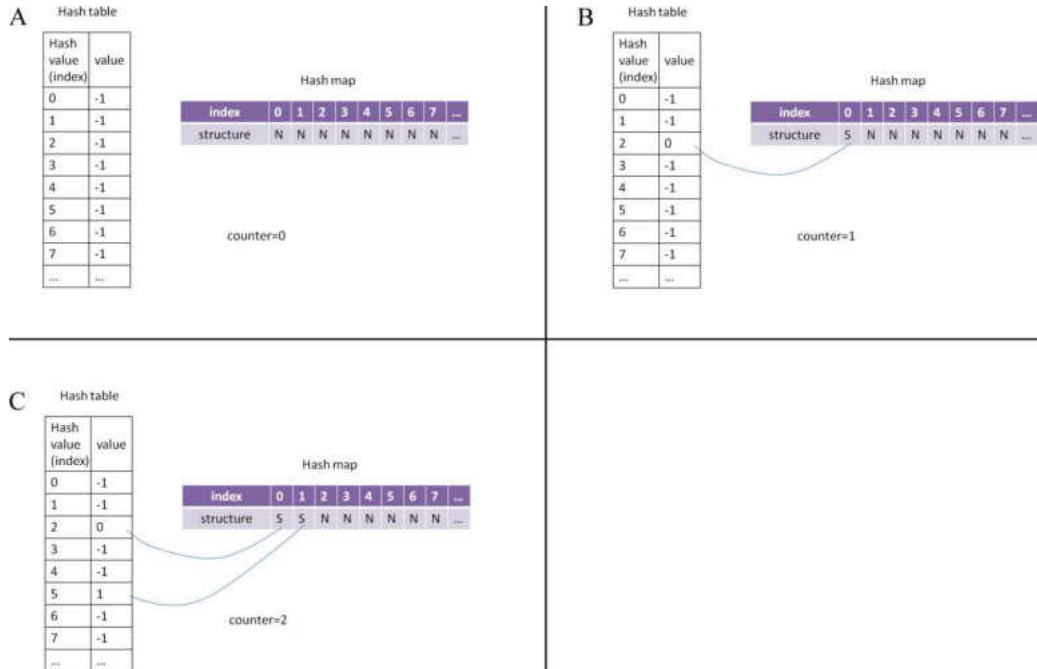 A
Hash table
Hash value (index) value
0 -1
1 -1
2 -1
3 -1
4 -1
5 -1
6 -1
7 -1
... ...
Hash map
index 0 1 2 3 4 5 6 7 ...
structure N N N N N N N N ...
counter=0
B
Hash table
Hash value (index) value
0 -1
1 -1
2 0
3 -1
4 -1
5 -1
6 -1
7 -1
... ...
Hash map
index 0 1 2 3 4 5 6 7 ...
structure S N N N N N N N ...
counter=1
C
Hash table
Hash value (index) value
0 -1
1 -1
2 0
3 -1
4 -1
5 1
6 -1
7 -1
... ...
Hash map
index 0 1 2 3 4 5 6 7 ...
structure S S N N N N N N ...
counter=2